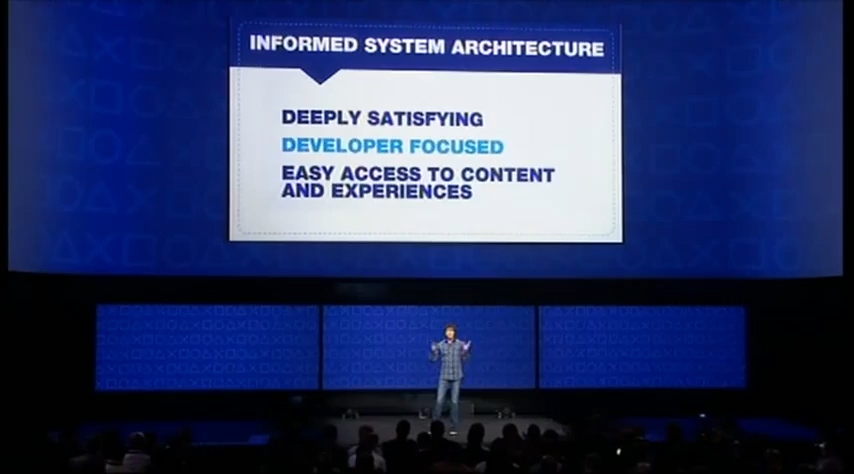 INFORMED SYSTEM ARCHITECTURE
DEEPLY SATISFYING
DEVELOPER FOCUSED
EASY ACCESS TO CONTENT
AND EXPERIENCES